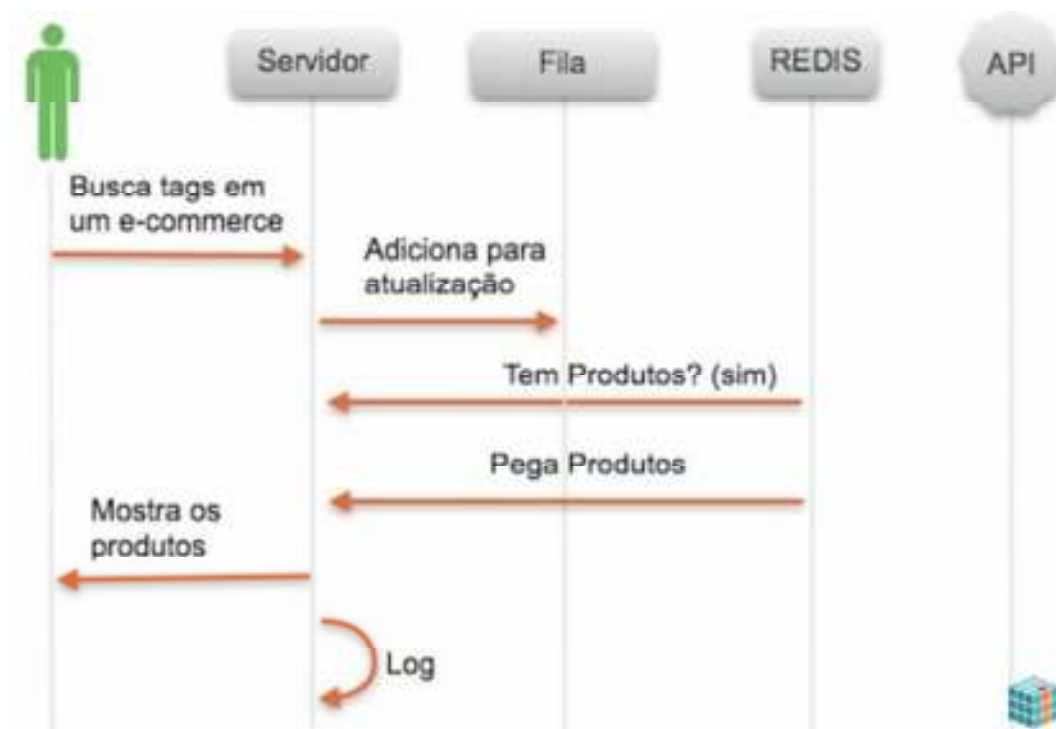 Servidor
Fila
REDIS
API
Busca tags em
um e-commerce
Adiciona para
atualização
Tem Produtos? (sim)
Pega Produtos
Mostra os
produtos
Log